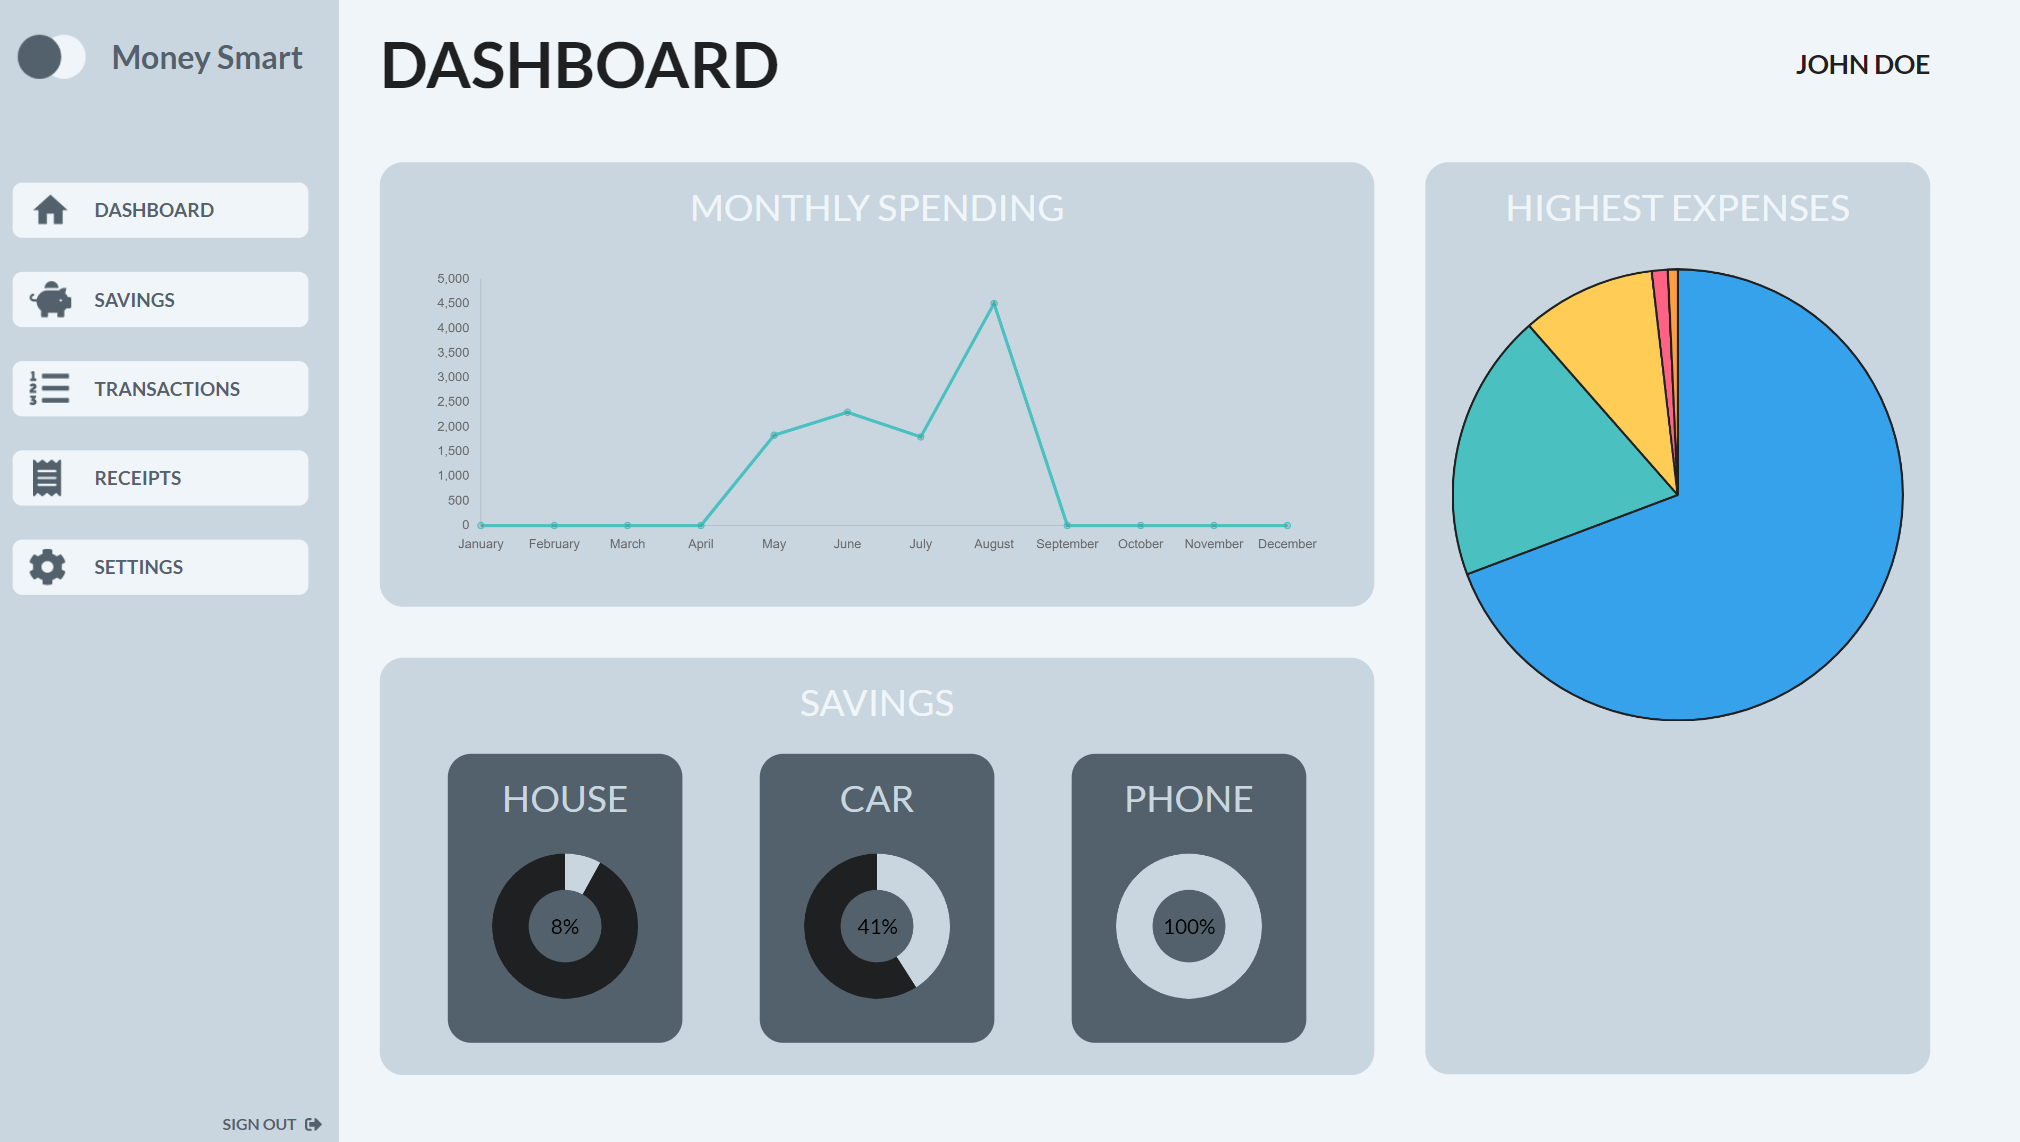 Money Smart
DASHBOARD
SAVINGS
TRANSACTIONS
RECEIPTS
SETTINGS
SIGN OUT
DASHBOARD
JOHN DOE
MONTHLY SPENDING
5,000
4,500
4,000
3,500
3,000
2,500
2,000
1,500
1,000
500
0
January February March April May June July August September October November December
SAVINGS
HOUSE
8%
CAR
41%
PHONE
100%
HIGHEST EXPENSES